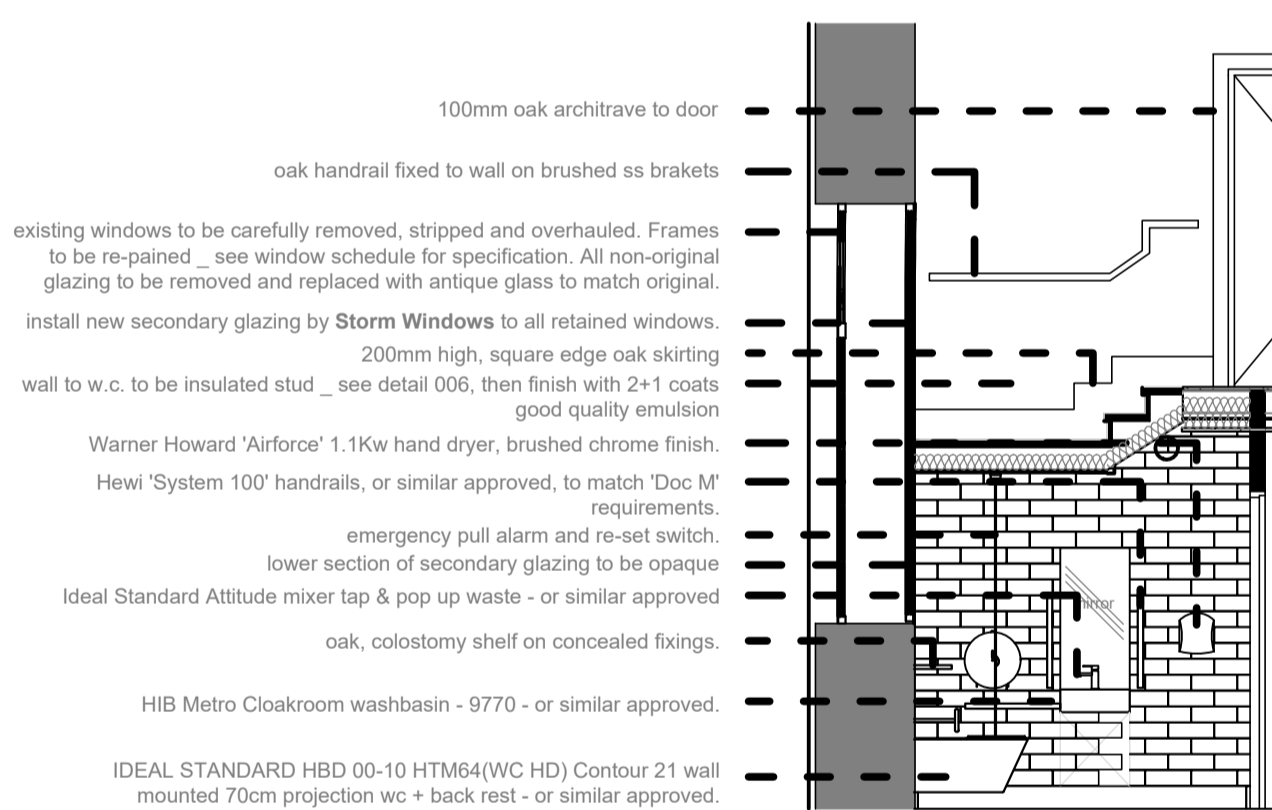 100mm oak architrave to door
oak handrail fixed to wall on brushed ss brakets
existing windows to be carefully removed, stripped and overhauled. Frames
to be re-pained _ see window schedule for specification. All non-original
glazing to be removed and replaced with antique glass to match original.
install new secondary glazing by Storm Windows to all retained windows.
200mm high, square edge oak skirting
wall to w.c. to be insulated stud _ see detail 006, then finish with 2+1 coats
good quality emulsion
Warner Howard 'Airforce' 1.1Kw hand dryer, brushed chrome finish.
Hewi 'System 100' handrails, or similar approved, to match 'Doc M'
requirements.
emergency pull alarm and re-set switch.
lower section of secondary glazing to be opaque
Ideal Standard Attitude mixer tap & pop up waste - or similar approved
mirror
oak, colostomy shelf on concealed fixings.
HIB Metro Cloakroom washbasin - 9770 - or similar approved.
IDEAL STANDARD HBD 00-10 HTM64(WC HD) Contour 21 wall
mounted 70cm projection wc + back rest - or similar approved.